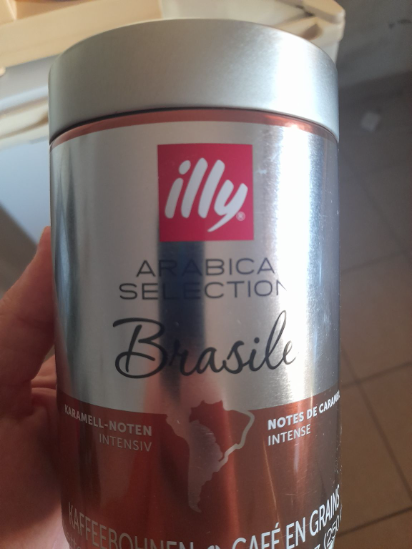 illy
ARABICA
SELECTION
Brasile
KARAMELL-NOTEN
INTENSIV
NOTES DE CARAMEL
INTENSE
KAFFEEBOHNEN
CAFÉ EN GRAINS